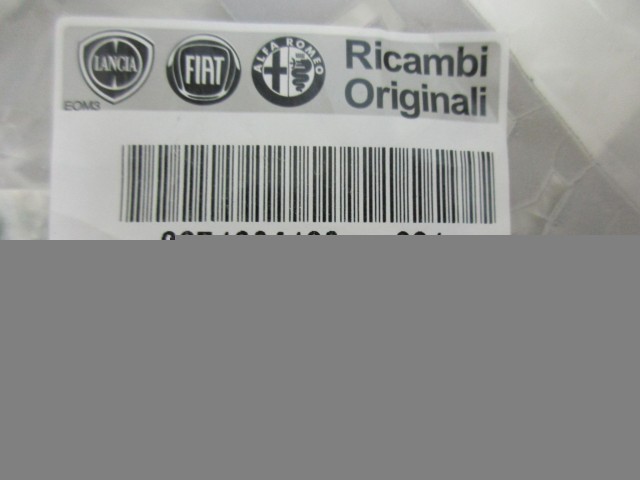 LANCIA FIAT ALFA ROMEO Ricambi
Originali
EOM3